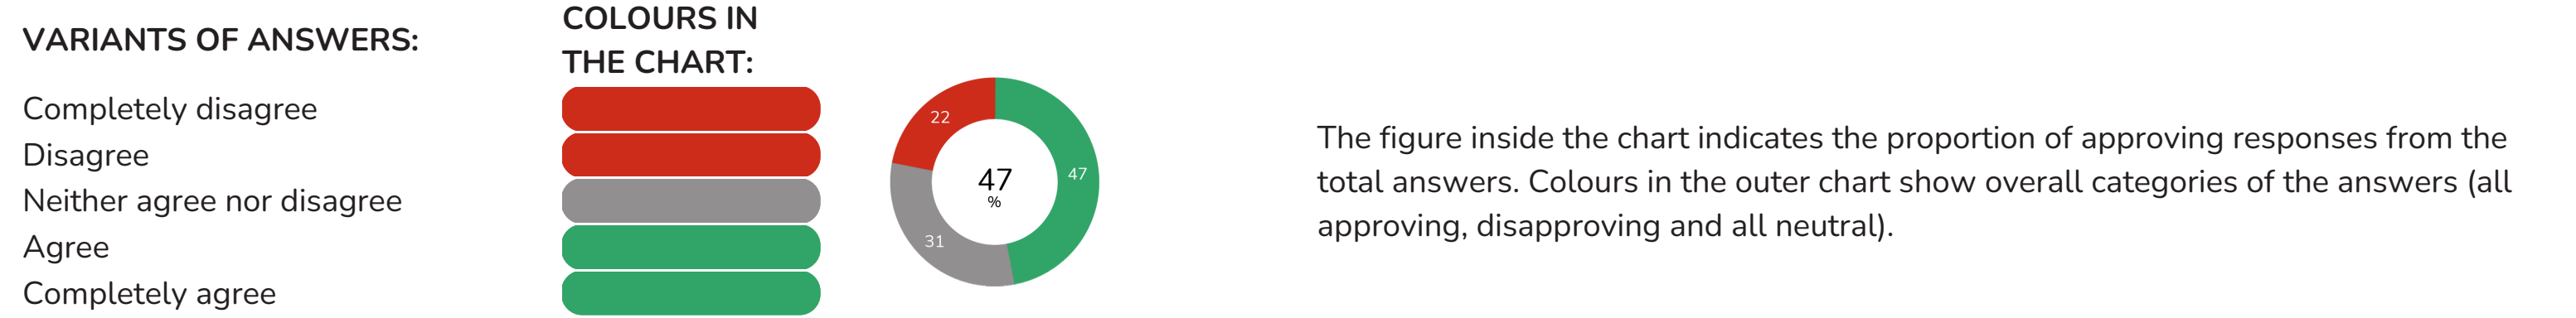 VARIANTS OF ANSWERS:
Completely disagree
Disagree
Neither agree nor disagree
Agree
Completely agree
COLOURS IN
THE CHART:
22
47
47
%
31
The figure inside the chart indicates the proportion of approving responses from the
total answers. Colours in the outer chart show overall categories of the answers (all
approving, disapproving and all neutral).